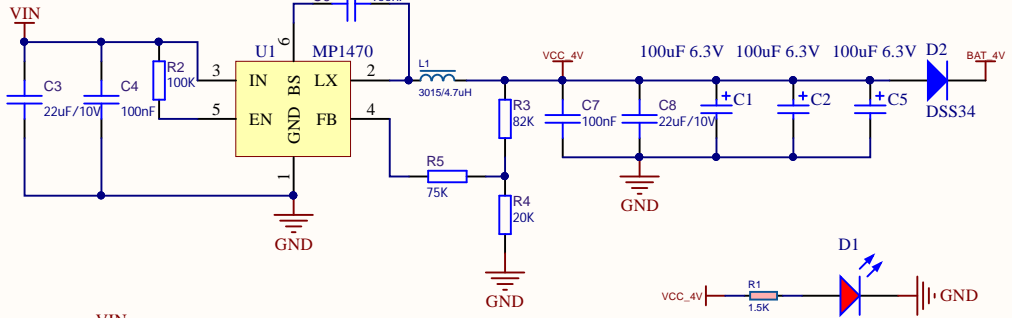 VIN
U1
MP1470
6
3
IN
BS
LX
2
5
EN
GND
FB
4
1
GND
C3
22uF/10V
C4
100nF
R2
100K
L1
3015/4.7uH
R3
82K
R5
75K
R4
20K
GND
VCC_4V
C7
100nF
C8
22uF/10V
GND
100uF 6.3V
100uF 6.3V
100uF 6.3V
+C1
+C2
+C5
D2
DSS34
BAT_4V
D1
VCC_4V
R1
1.5K
GND
VIN